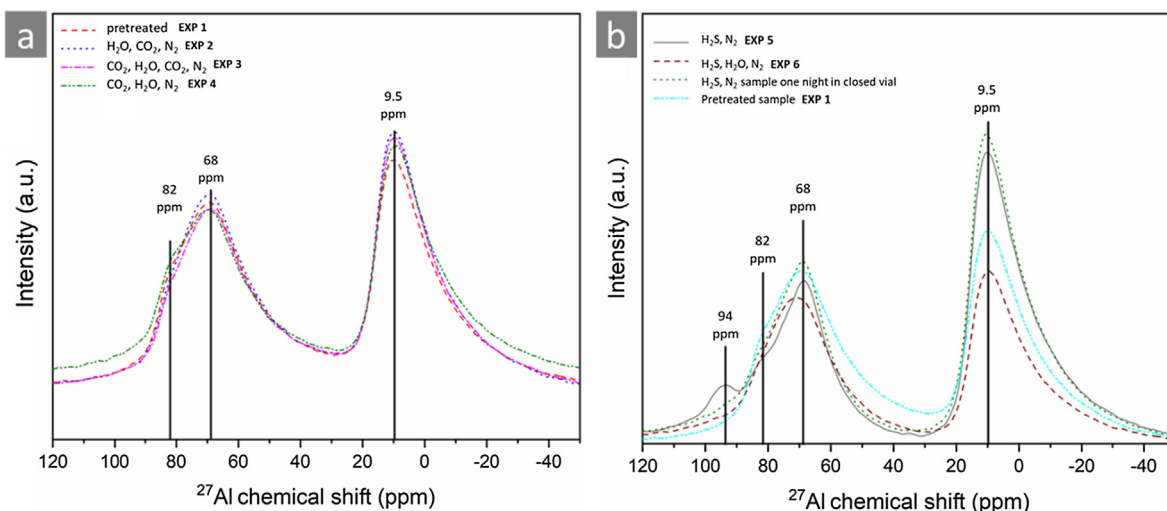 a
pretreated EXP 1
H₂O, CO₂, N₂ EXP 2
CO₂, H₂O, CO₂, N₂ EXP 3
CO₂, H₂O, N₂ EXP 4
82
ppm
68
ppm
9.5
ppm
Intensity (a.u.)
120 100 80 60 40 20 0 -20 -40
²⁷Al chemical shift (ppm)
b
H₂S, N₂ EXP 5
H₂S, H₂O, N₂ EXP 6
H₂S, N₂ sample one night in closed vial
Pretreated sample EXP 1
94
ppm
82
ppm
68
ppm
9.5
ppm
Intensity (a.u.)
120 100 80 60 40 20 0 -20 -40
²⁷Al chemical shift (ppm)